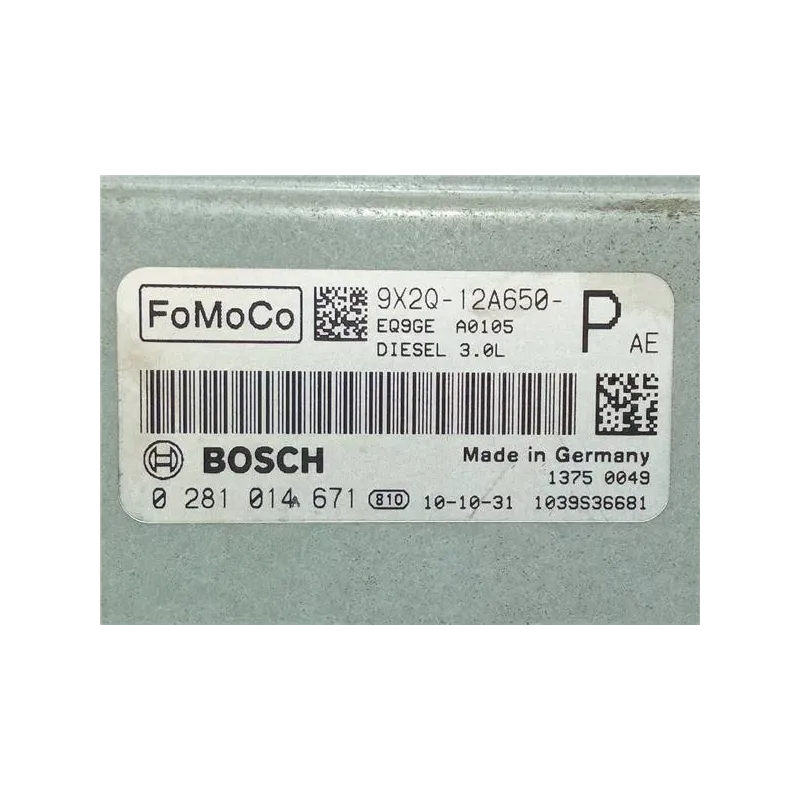 FoMoCo
9X2Q-12A650-
P
AE
EQ9GE A0105
DIESEL 3.0L
BOSCH
Made in Germany
1375 0049
0 281 014A 671 810 10-10-31 1039S36681